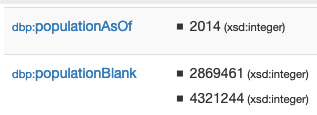 dbp:populationAsOf ▪ 2014 (xsd:integer)
dbp:populationBlank ▪ 2869461 (xsd:integer)
▪ 4321244 (xsd:integer)